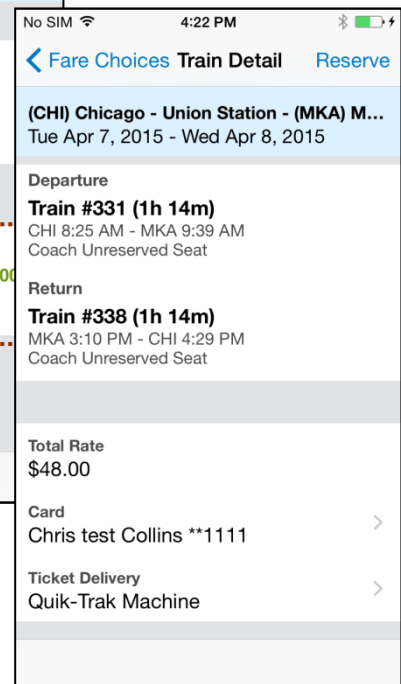 No SIM 4:22 PM
Fare Choices Train Detail Reserve
(CHI) Chicago - Union Station - (MKA) M...
Tue Apr 7, 2015 - Wed Apr 8, 2015
Departure
Train #331 (1h 14m)
CHI 8:25 AM - MKA 9:39 AM
Coach Unreserved Seat
Return
Train #338 (1h 14m)
MKA 3:10 PM - CHI 4:29 PM
Coach Unreserved Seat
Total Rate
$48.00
Card
Chris test Collins **1111
Ticket Delivery
Quik-Trak Machine